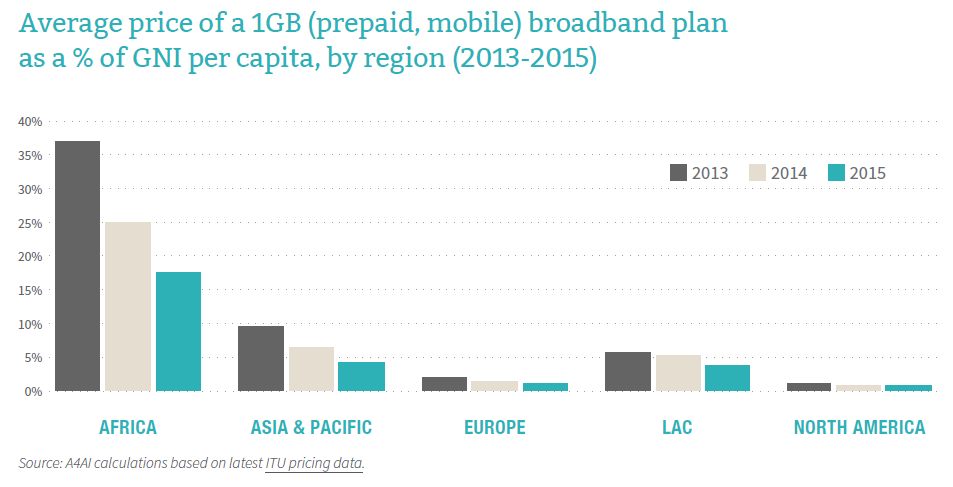 Average price of a 1GB (prepaid, mobile) broadband plan
as a % of GNI per capita, by region (2013-2015)
40%
35%
30%
25%
20%
15%
10%
5%
0%
2013 2014 2015
AFRICA ASIA & PACIFIC EUROPE LAC NORTH AMERICA
Source: A4AI calculations based on latest ITU pricing data.